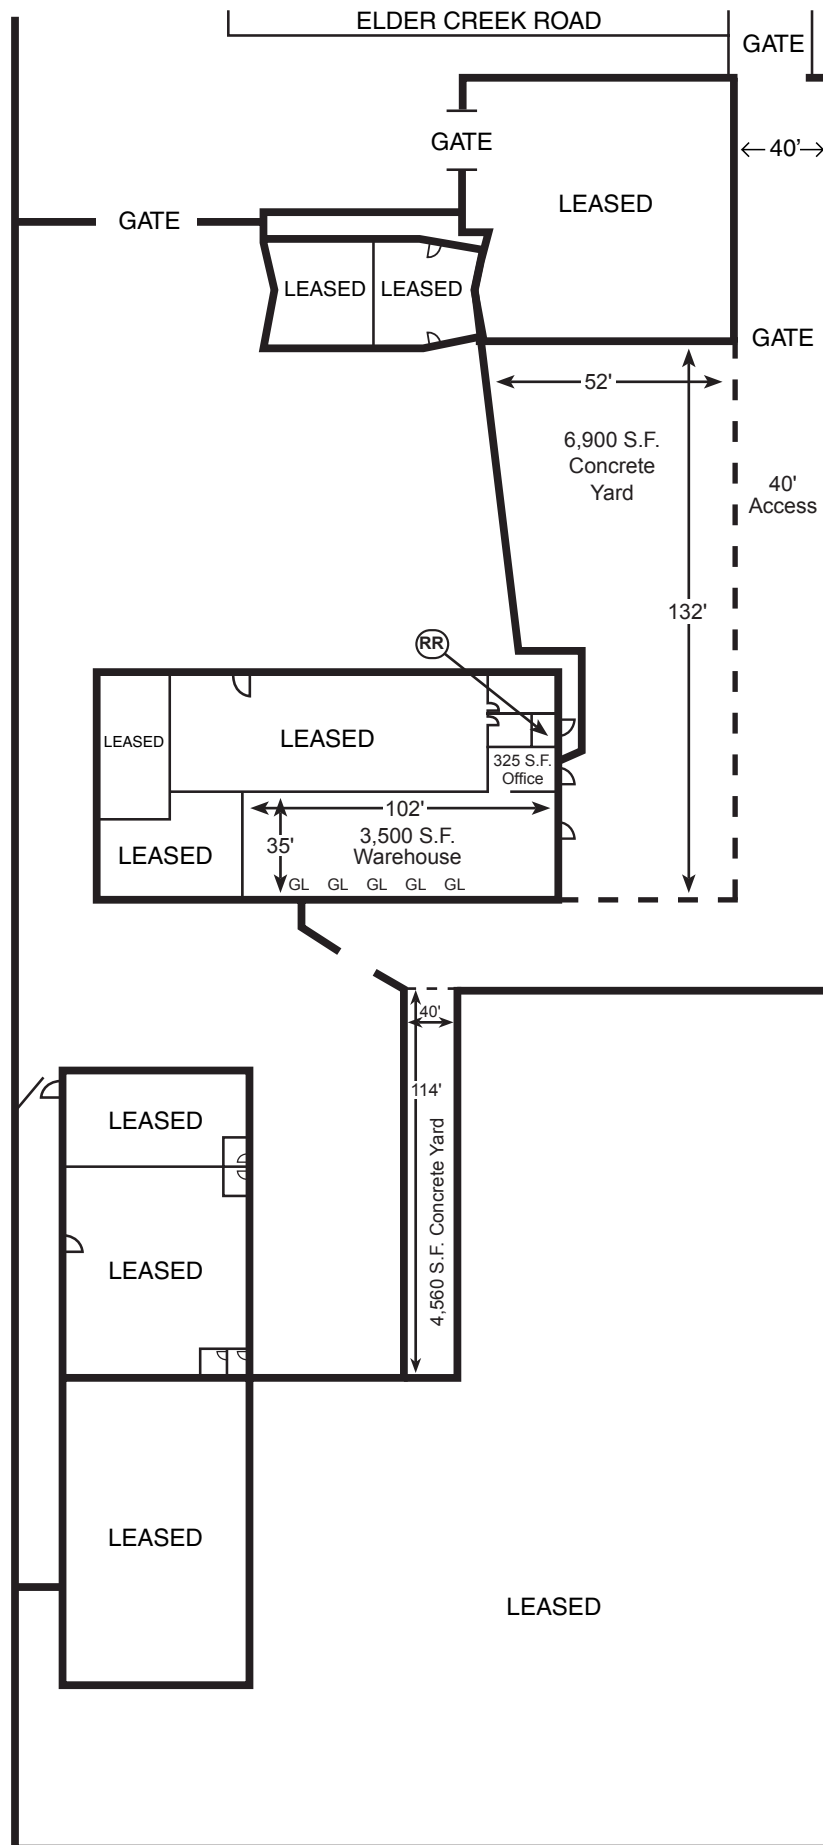 ELDER CREEK ROAD
GATE
GATE
40’
LEASED
GATE
LEASED
LEASED
GATE
52'
6,900 S.F.
Concrete
Yard
40'
Access
132'
RR
LEASED
LEASED
325 S.F.
Office
102'
35'
3,500 S.F.
Warehouse
LEASED
GL GL GL GL GL
40'
114'
4,560 S.F. Concrete Yard
LEASED
LEASED
LEASED
LEASED